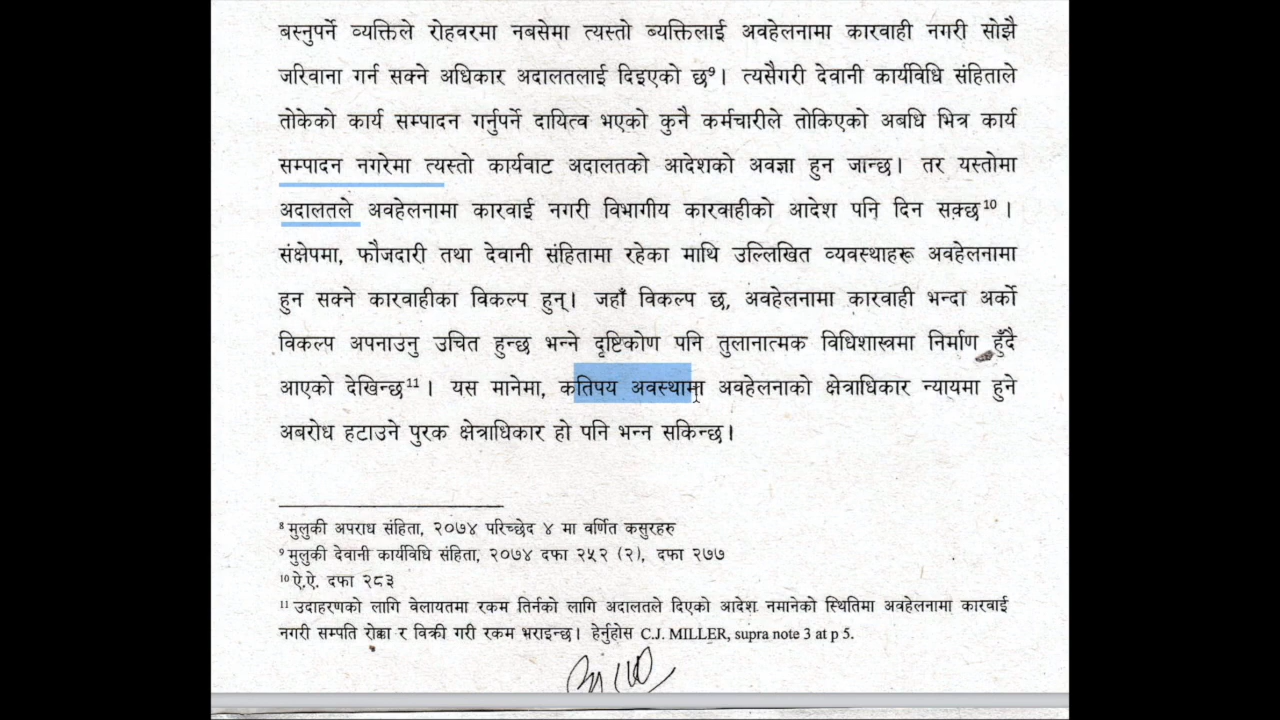 बस्नुपर्ने व्यक्तिले रोहवरमा नबसेमा त्यस्तो ब्यक्तिलाई अवहेलनामा कारवाही नगरी सोझै
जरिवाना गर्न सक्ने अधिकार अदालतलाई दिइएको छ⁹। त्यसैगरी देवानी कार्यविधि संहिताले
तोकेको कार्य सम्पादन गर्नुपर्ने दायित्व भएको कुनै कर्मचारीले तोकिएको अबधि भित्र कार्य
सम्पादन नगरेमा त्यस्तो कार्यवाट अदालतको आदेशको अवज्ञा हुन जान्छ। तर यस्तोमा
अदालतले अवहेलनामा कारवाई नगरी विभागीय कारवाहीको आदेश पनि दिन सक्छ¹⁰।
संक्षेपमा, फौजदारी तथा देवानी संहितामा रहेका माथि उल्लिखित व्यवस्थाहरू अवहेलनामा
हुन सक्ने कारवाहीका विकल्प हुन्। जहाँ विकल्प छ, अवहेलनामा कारवाही भन्दा अर्को
विकल्प अपनाउनु उचित हुन्छ भन्ने दृष्टिकोण पनि तुलनात्मक विधिशास्त्रमा निर्माण हुँदै
आएको देखिन्छ¹¹। यस मानेमा, कतिपय अवस्थामा अवहेलनाको क्षेत्राधिकार न्यायमा हुने
अबरोध हटाउने पुरक क्षेत्राधिकार हो पनि भन्न सकिन्छ।
⁸ मुलुकी अपराध संहिता, २०७४ परिच्छेद ४ मा वर्णित कसुरहरु
⁹ मुलुकी देवानी कार्यविधि संहिता, २०७४ दफा २५२ (२), दफा २७७
¹⁰ ऐ.ऐ. दफा २८३
¹¹ उदाहरणको लागि वेलायतमा रकम तिर्नको लागि अदालतले दिएको आदेश नमानेको स्थितिमा अवहेलनामा कारवाई
नगरी सम्पति रोक्का र विक्री गरी रकम भराइन्छ। हेर्नुहोस C.J. MILLER, supra note 3 at p 5.